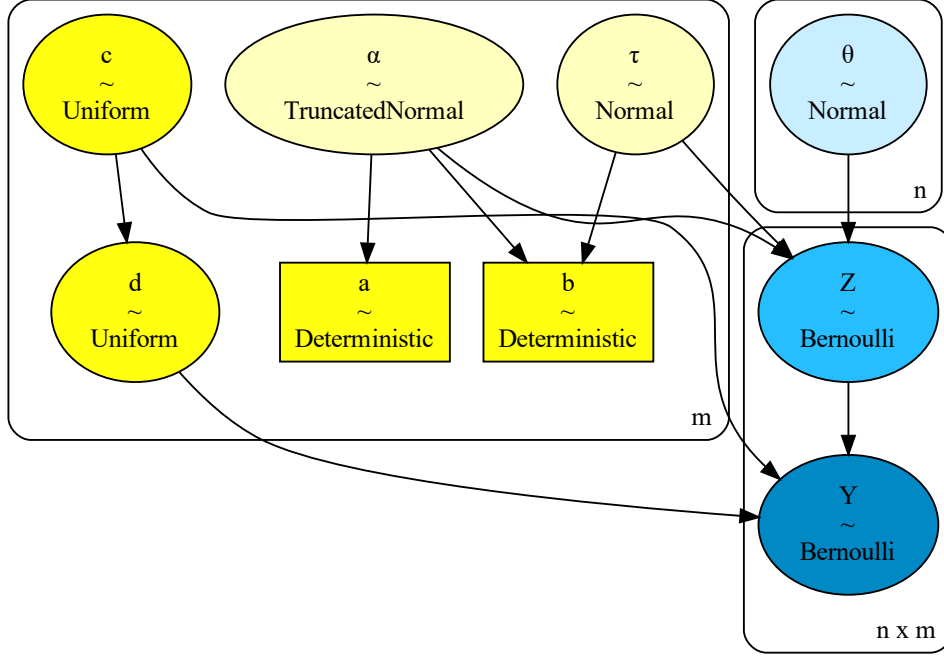 c
~
Uniform
α
~
TruncatedNormal
τ
~
Normal
θ
~
Normal
n
d
~
Uniform
a
~
Deterministic
b
~
Deterministic
m
Z
~
Bernoulli
Y
~
Bernoulli
n x m